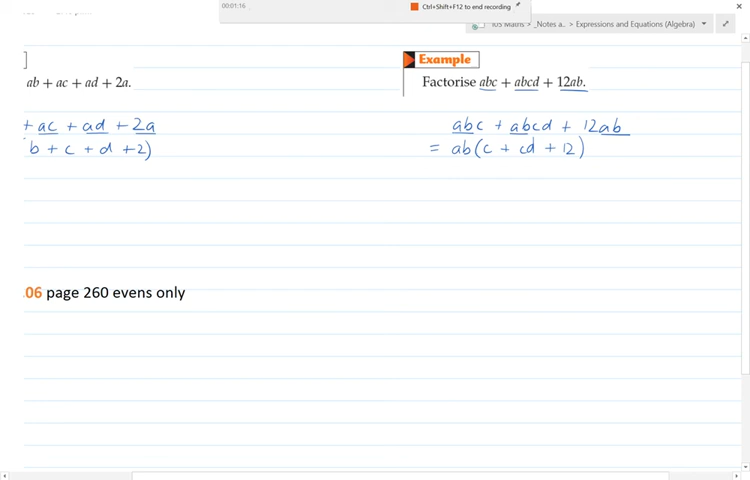 00:01:16
Ctrl+Shift+F12 to end recording
10S Maths > _Notes a.. > Expressions and Equations (Algebra)
ab + ac + ad + 2a.
+ ac + ad + 2a
(b + c + d + 2)
Example
Factorise abc + abcd + 12ab.
abc + abcd + 12ab
= ab(c + cd + 12)
.06 page 260 evens only